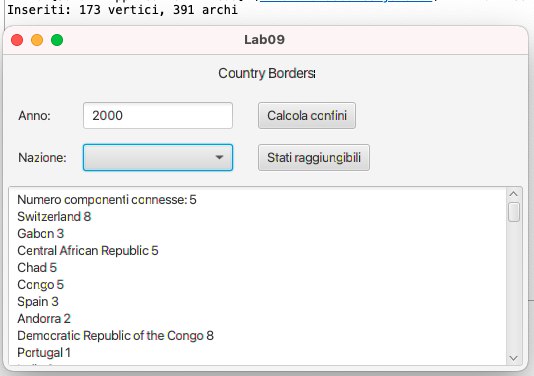 Inseriti: 173 vertici, 391 archi
Lab09
Country Borders
Anno: 2000 Calcola confini
Nazione: Stati raggiungibili
Numero componenti connesse: 5
Switzerland 8
Gabon 3
Central African Republic 5
Chad 5
Congo 5
Spain 3
Andorra 2
Democratic Republic of the Congo 8
Portugal 1